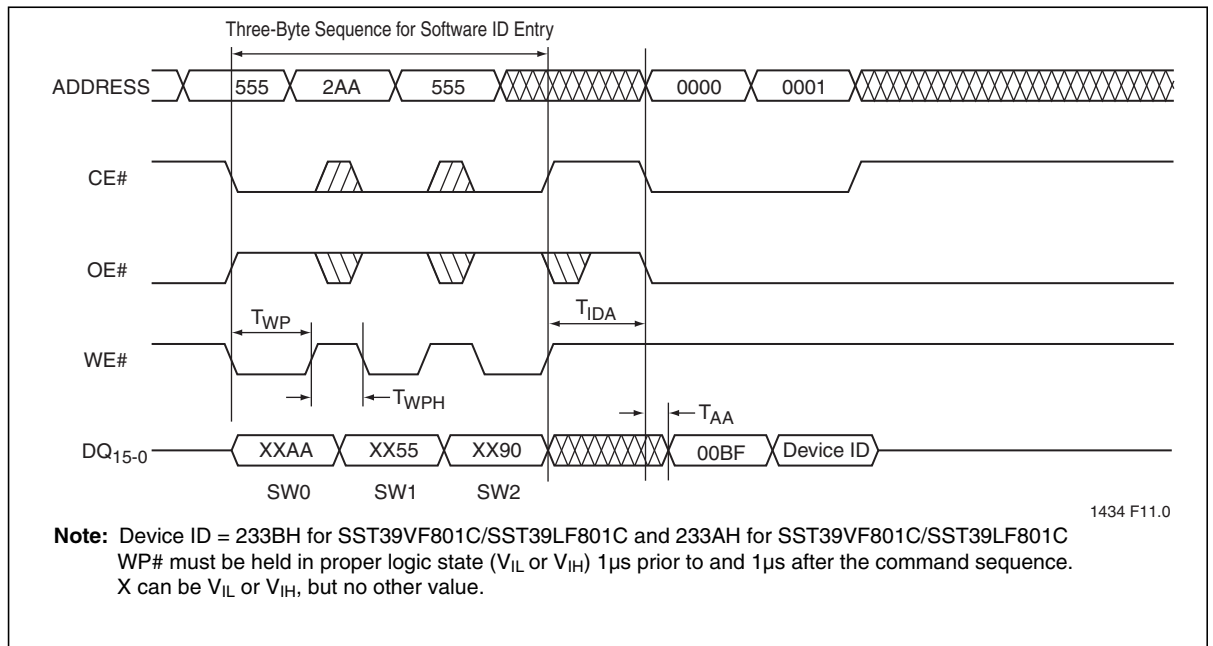 Three-Byte Sequence for Software ID Entry
ADDRESS 555 2AA 555 0000 0001
CE#
OE#
TWP TIDA
WE#
TWPH TAA
DQ15-0 XXAA XX55 XX90 00BF Device ID
SW0 SW1 SW2
1434 F11.0
Note: Device ID = 233BH for SST39VF801C/SST39LF801C and 233AH for SST39VF801C/SST39LF801C
WP# must be held in proper logic state (VIL or VIH) 1µs prior to and 1µs after the command sequence.
X can be VIL or VIH, but no other value.